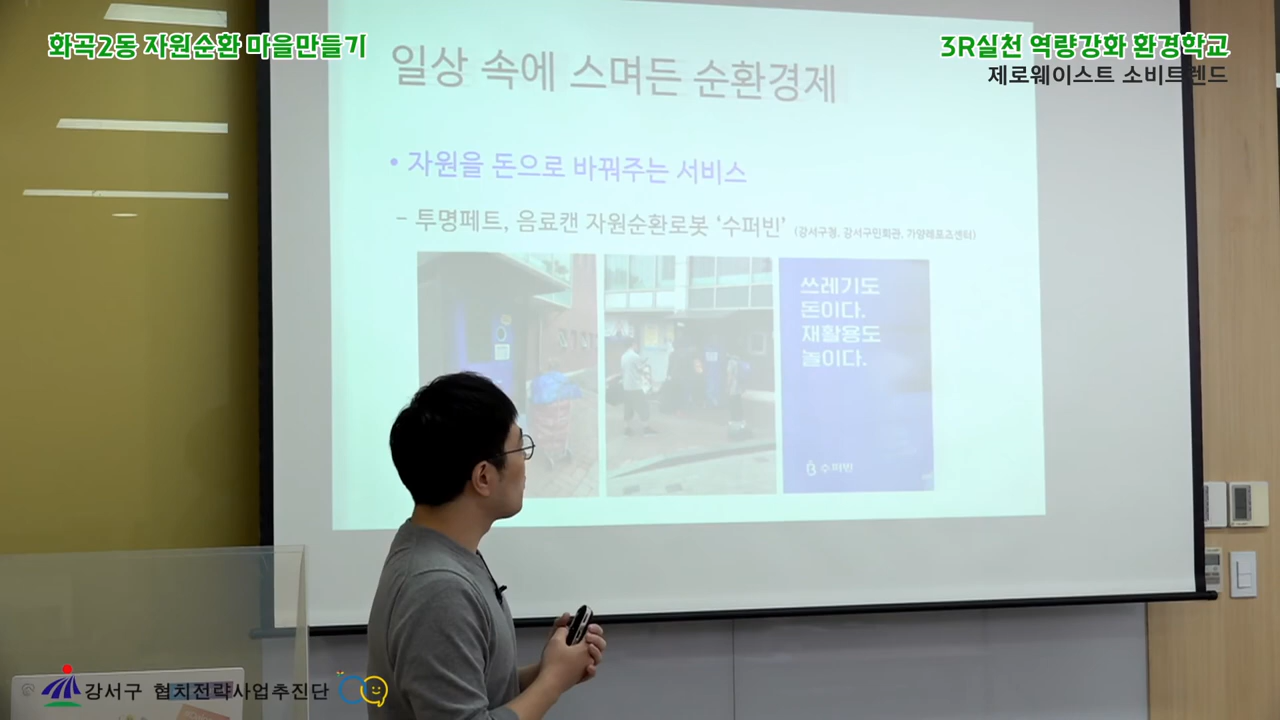 화곡2동 자원순환 마을만들기
3R실천 역량강화 환경학교
제로웨이스트 소비트렌드
일상 속에 스며든 순환경제
• 자원을 돈으로 바꿔주는 서비스
- 투명페트, 음료캔 자원순환로봇 ‘수퍼빈’ (강서구청, 강서구민회관, 가양레포츠센터)
쓰레기도
돈이다.
재활용도
놀이다.
수퍼빈
강서구 협치전략사업추진단